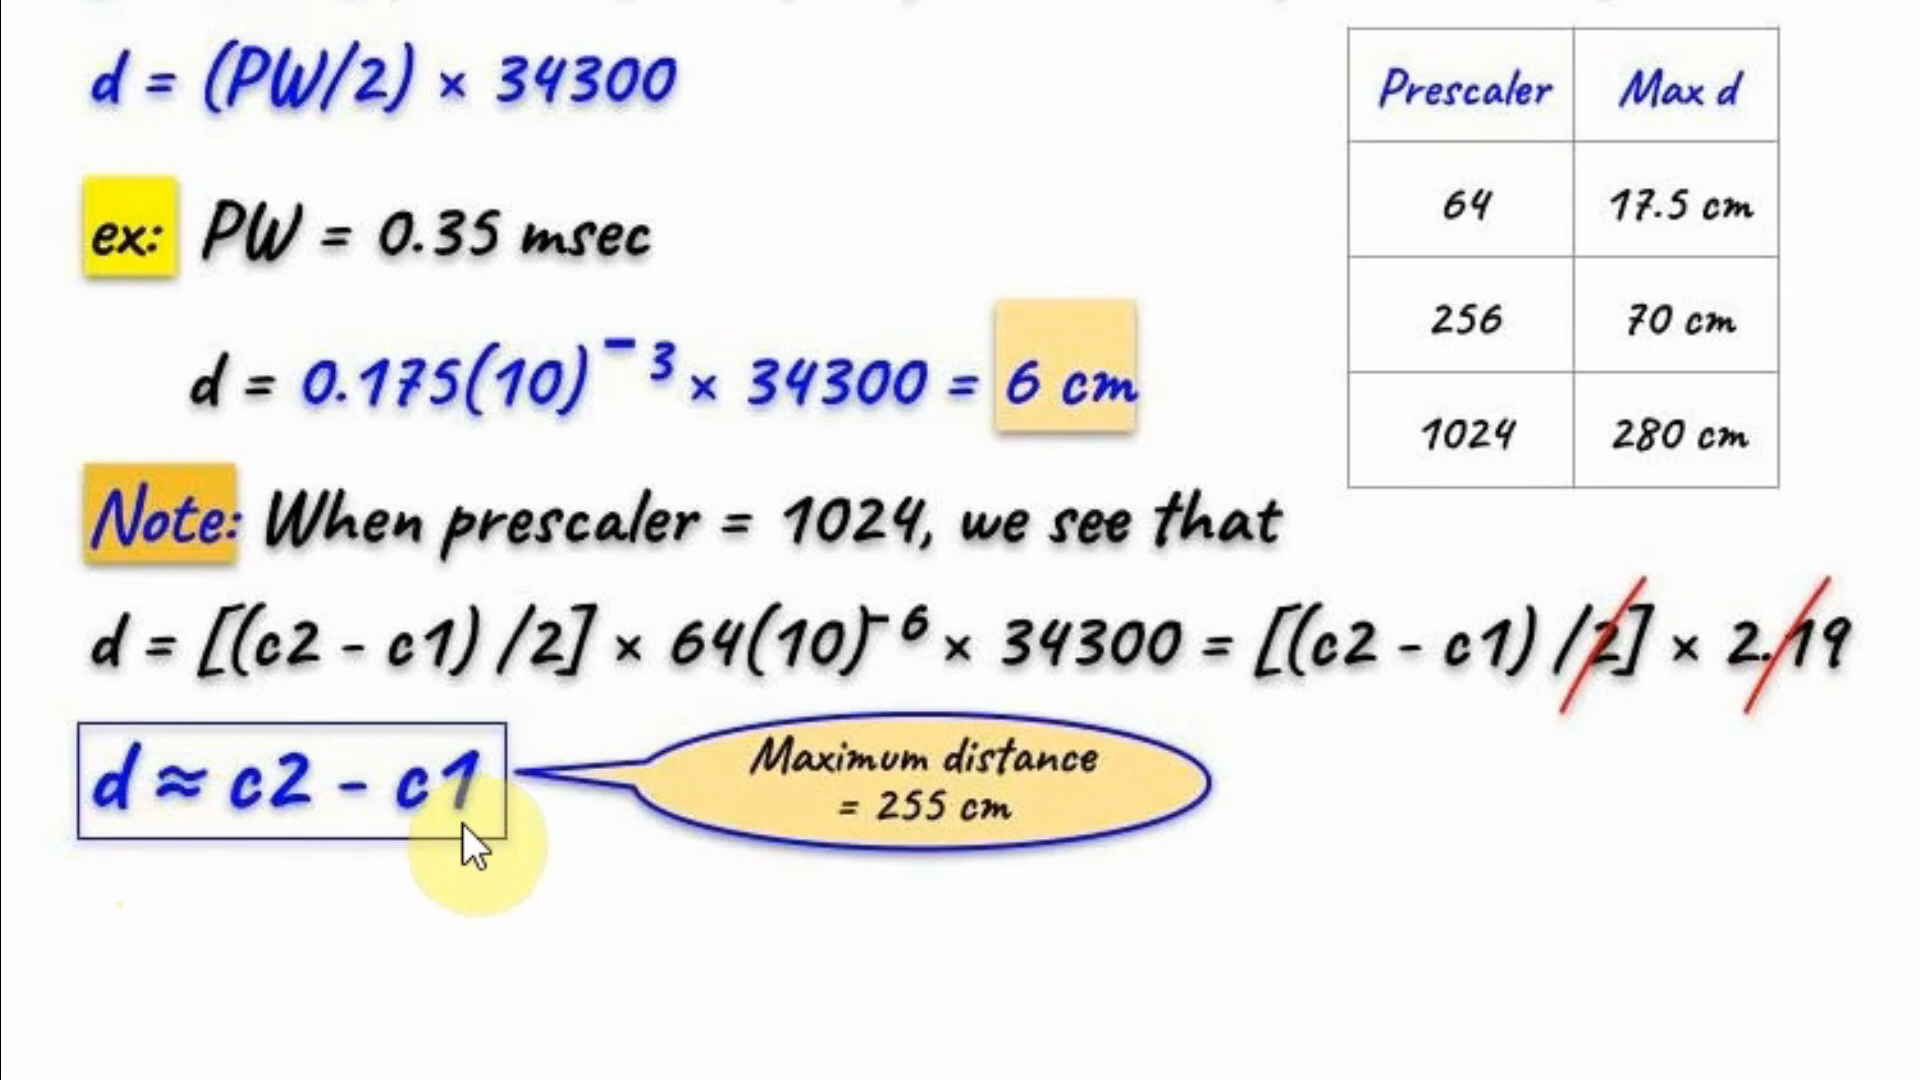 d = (PW/2) × 34300
ex: PW = 0.35 msec
d = 0.175(10)⁻³ × 34300 = 6 cm
Prescaler Max d
64 17.5 cm
256 70 cm
1024 280 cm
Note: When prescaler = 1024, we see that
d = [(c2 - c1) /2] × 64(10)⁻⁶ × 34300 = [(c2 - c1) /2] × 2.19
d ≈ c2 - c1
Maximum distance
= 255 cm